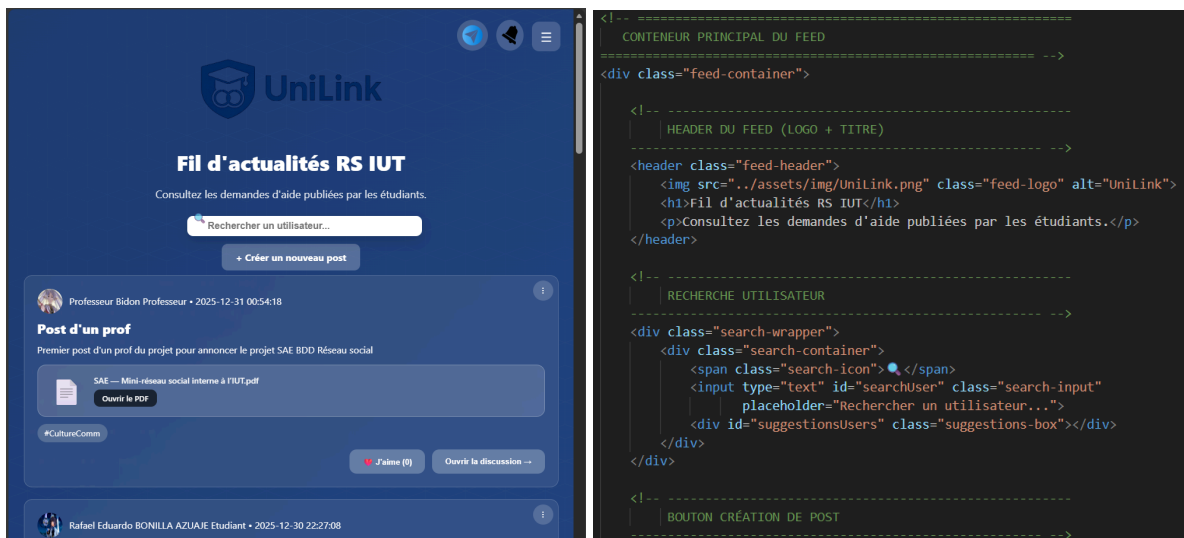 UniLink
Fil d'actualités RS IUT
Consultez les demandes d'aide publiées par les étudiants.
🔍 Rechercher un utilisateur...
+ Créer un nouveau post
Professeur Bidon Professeur • 2025-12-31 00:54:18
Post d'un prof
Premier post d'un prof du projet pour annoncer le projet SAE BDD Réseau social
SAE — Mini-réseau social interne à l'IUT.pdf
Ouvrir le PDF
#CultureComm
J'aime (0)
Ouvrir la discussion →
Rafael Eduardo BONILLA AZUAJE Etudiant • 2025-12-30 22:27:08
<!-- ==========================================================
CONTENEUR PRINCIPAL DU FEED
========================================================== -->
<div class="feed-container">
<!-- ------------------------------------------------------
HEADER DU FEED (LOGO + TITRE)
------------------------------------------------------- -->
<header class="feed-header">
<img src="../assets/img/UniLink.png" class="feed-logo" alt="UniLink">
<h1>Fil d'actualités RS IUT</h1>
<p>Consultez les demandes d'aide publiées par les étudiants.</p>
</header>
<!-- ------------------------------------------------------
RECHERCHE UTILISATEUR
------------------------------------------------------- -->
<div class="search-wrapper">
<div class="search-container">
<span class="search-icon">🔍</span>
<input type="text" id="searchUser" class="search-input"
placeholder="Rechercher un utilisateur...">
<div id="suggestionsUsers" class="suggestions-box"></div>
</div>
</div>
<!-- ------------------------------------------------------
BOUTON CRÉATION DE POST
------------------------------------------------------- -->